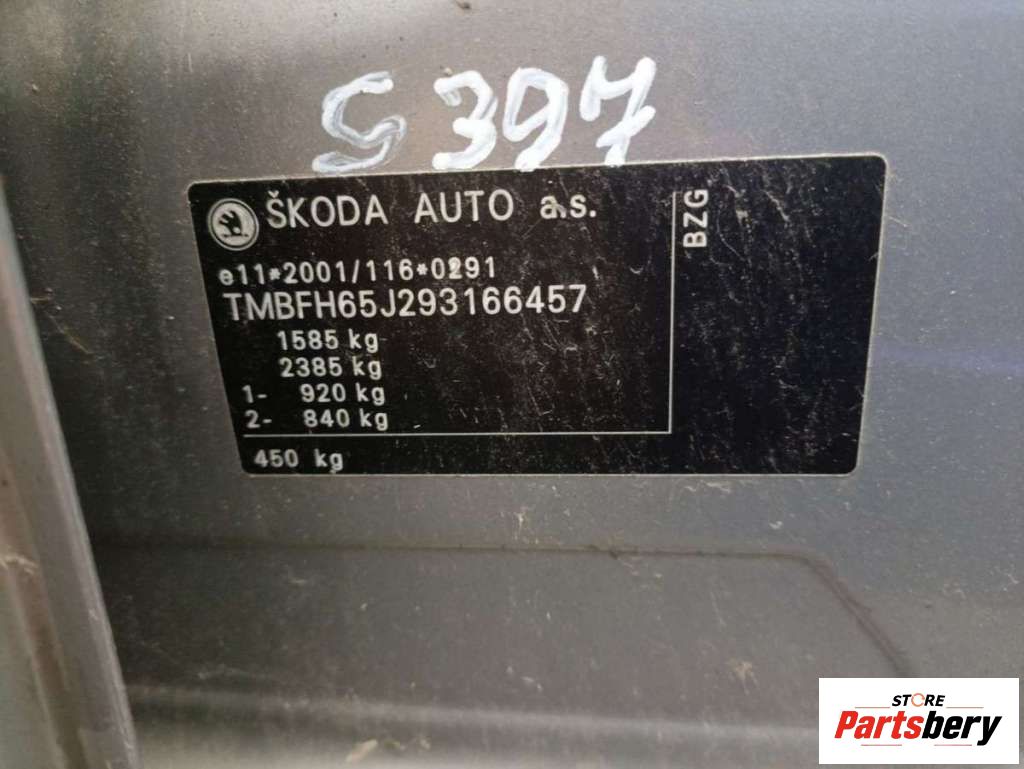 S397
ŠKODA AUTO a.s.
BZG
e11*2001/116*0291
TMBFH65J293166457
1585 kg
2385 kg
1- 920 kg
2- 840 kg
450 kg
STORE
Partsbery